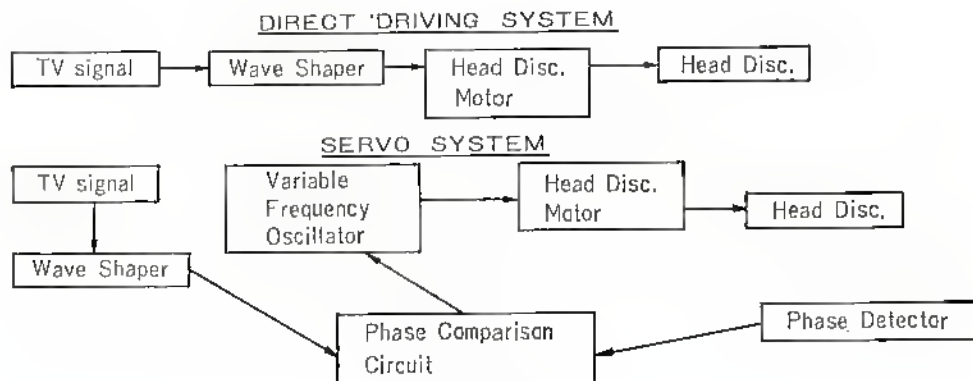 DIRECT 'DRIVING SYSTEM
TV signal
Wave Shaper
Head Disc.
Motor
Head Disc.
SERVO SYSTEM
TV signal
Variable
Frequency
Oscillator
Head Disc.
Motor
Head Disc.
Wave Shaper
Phase Comparison
Circuit
Phase Detector